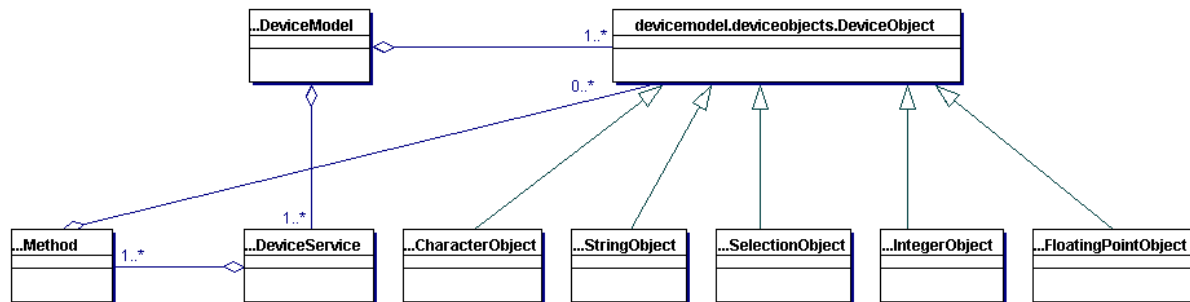 ...DeviceModel
devicemodel.deviceobjects.DeviceObject
1..*
0..*
1..*
...Method
...DeviceService
...CharacterObject
...StringObject
...SelectionObject
...IntegerObject
...FloatingPointObject
1..*